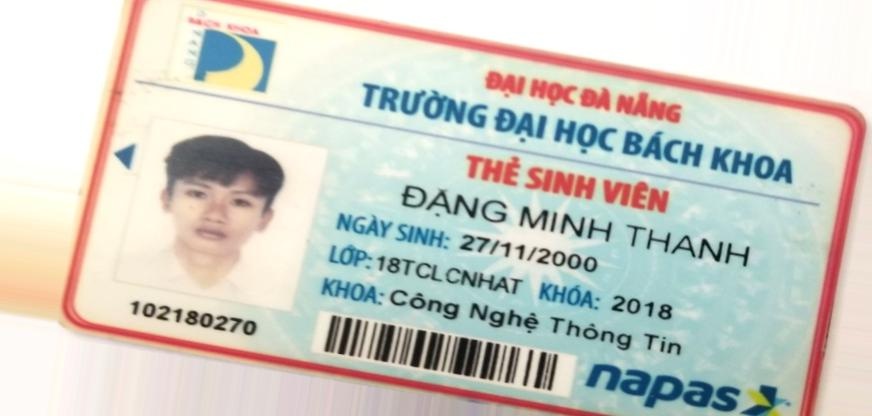 BÁCH KHOA
ĐẠI HỌC ĐÀ NẴNG
TRƯỜNG ĐẠI HỌC BÁCH KHOA
THẺ SINH VIÊN
ĐẶNG MINH THANH
NGÀY SINH: 27/11/2000
LỚP: 18TCLCNHAT KHÓA: 2018
KHOA: Công Nghệ Thông Tin
102180270
napas